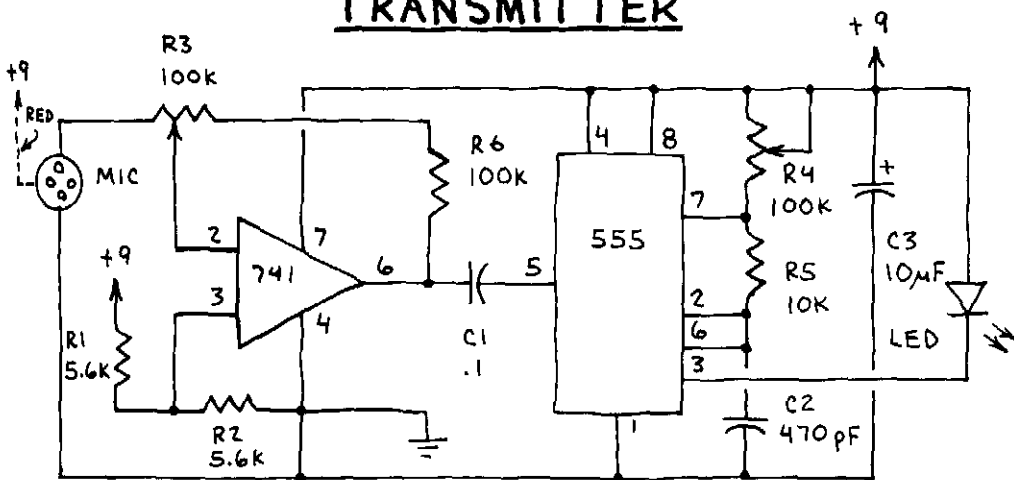 TRANSMITTER
+9
R3
100K
+9
RED
MIC
R6
100K
4
8
7
R4
100K
+
2
7
741
6
3
4
+9
R1
5.6K
R2
5.6K
C1
.1
5
555
2
6
3
1
R5
10K
C3
10μF
LED
C2
470pF